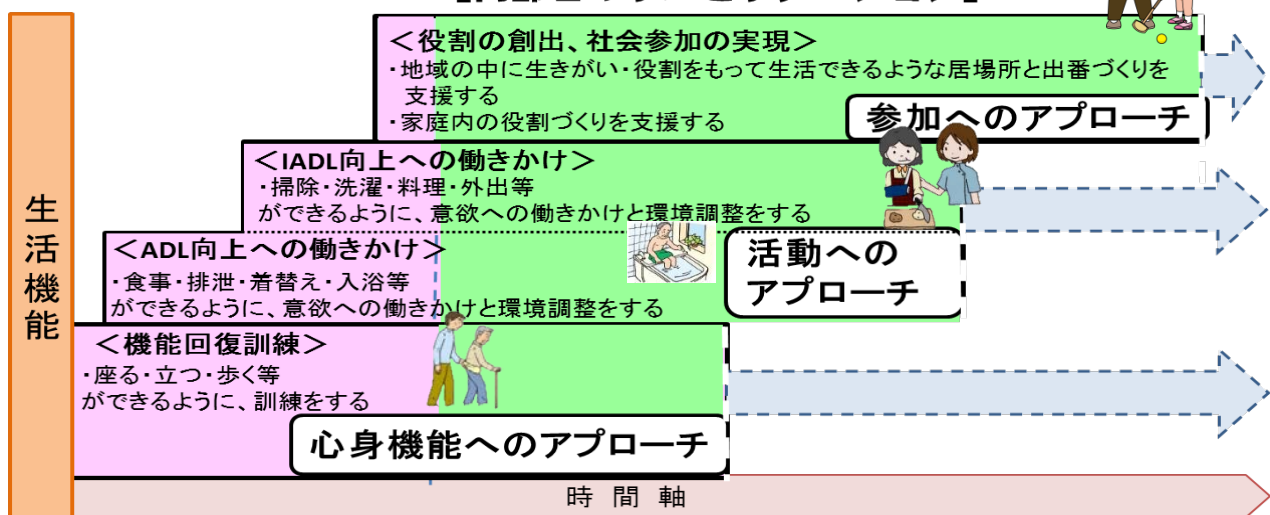 ＜役割の創出、社会参加の実現＞
・地域の中に生きがい・役割をもって生活できるような居場所と出番づくりを
支援する
・家庭内の役割づくりを支援する
参加へのアプローチ
＜IADL向上への働きかけ＞
・掃除・洗濯・料理・外出等
ができるように、意欲への働きかけと環境調整をする
＜ADL向上への働きかけ＞
・食事・排泄・着替え・入浴等
ができるように、意欲への働きかけと環境調整をする
活動への
アプローチ
＜機能回復訓練＞
・座る・立つ・歩く等
ができるように、訓練をする
心身機能へのアプローチ
生活機能
時間軸